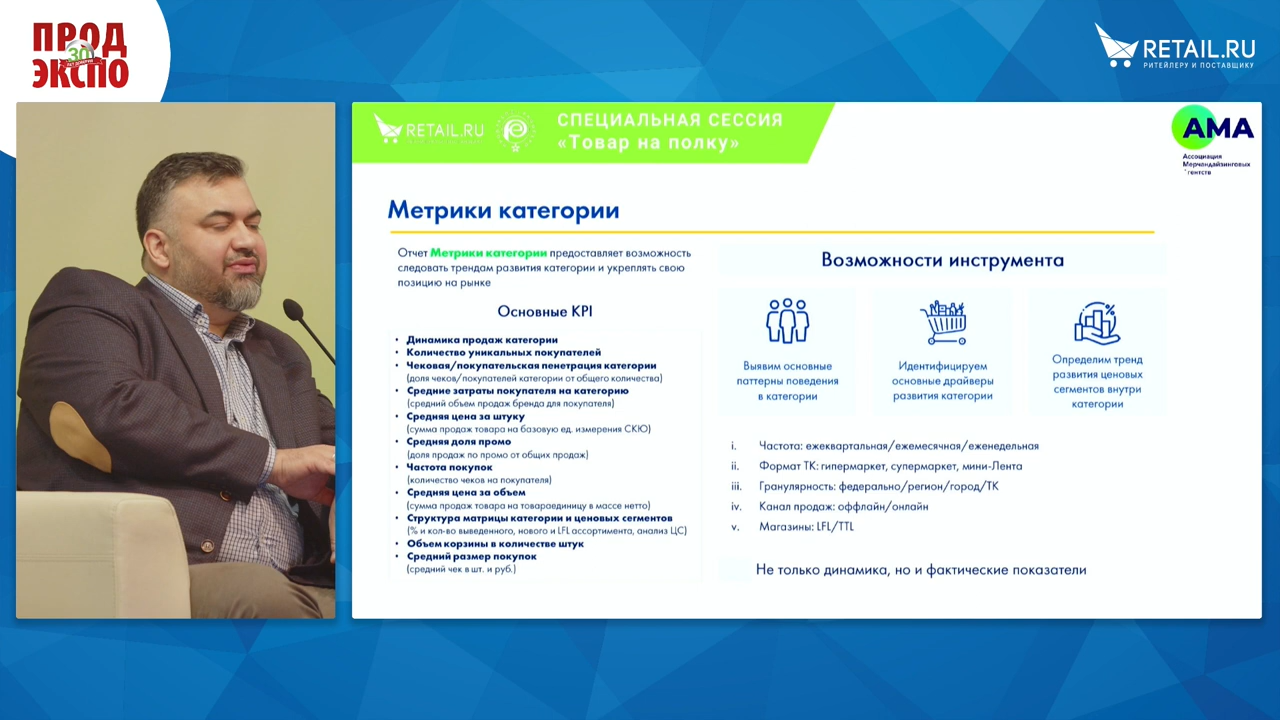 ПРОД
ЭКСПО
30
ЛЕТ ДОВЕРИЯ
RETAIL.RU
РИТЕЙЛЕРУ И ПОСТАВЩИКУ
RETAIL.RU
СПЕЦИАЛЬНАЯ СЕССИЯ
«Товар на полку»
АМА
Ассоциация
Мерчандайзинговых
гентств
Метрики категории
Отчет Метрики категории предоставляет возможность
следовать трендам развития категории и укреплять свою
позицию на рынке
Основные KPI
• Динамика продаж категории
• Количество уникальных покупателей
• Чековая/покупательская пенетрация категории
(доля чеков/покупателей категории от общего количества)
• Средние затраты покупателя на категорию
(средний объем продаж бренда для покупателя)
• Средняя цена за штуку
(сумма продаж товара на базовую ед. измерения СКЮ)
• Средняя доля промо
(доля продаж по промо от общих продаж)
• Частота покупок
(количество чеков на покупателя)
• Средняя цена за объем
(сумма продаж товара на товараединицу в массе нетто)
• Структура матрицы категории и ценовых сегментов
(% и кол-во выведенного, нового и LFL ассортимента, анализ ЦС)
• Объем корзины в количестве штук
• Средний размер покупок
(средний чек в шт. и руб.)
Возможности инструмента
Выявим основные
паттерны поведения
в категории
Идентифицируем
основные драйверы
развития категории
Определим тренд
развития ценовых
сегментов внутри
категории
i. Частота: ежеквартальная/ежемесячная/еженедельная
ii. Формат ТК: гипермаркет, супермаркет, мини-Лента
iii. Гранулярность: федерально/регион/город/ТК
iv. Канал продаж: оффлайн/онлайн
v. Магазины: LFL/TTL
Не только динамика, но и фактические показатели